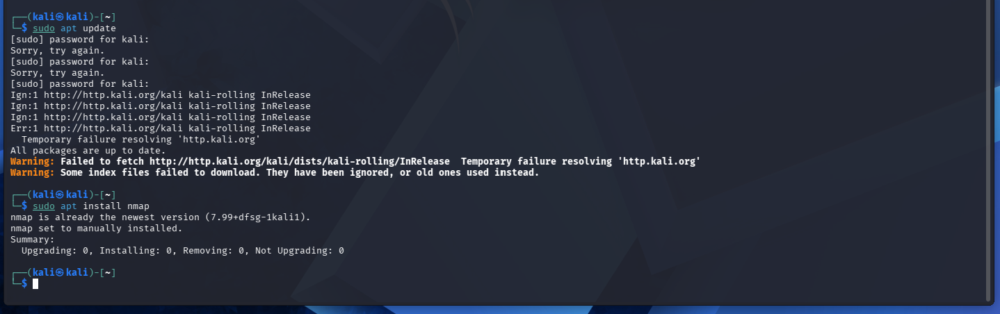 ┌──(kali㉿kali)-[~]
└─$ sudo apt update
[sudo] password for kali:
Sorry, try again.
[sudo] password for kali:
Sorry, try again.
[sudo] password for kali:
Ign:1 http://http.kali.org/kali kali-rolling InRelease
Ign:1 http://http.kali.org/kali kali-rolling InRelease
Ign:1 http://http.kali.org/kali kali-rolling InRelease
Err:1 http://http.kali.org/kali kali-rolling InRelease
  Temporary failure resolving 'http.kali.org'
All packages are up to date.
Warning: Failed to fetch http://http.kali.org/kali/dists/kali-rolling/InRelease  Temporary failure resolving 'http.kali.org'
Warning: Some index files failed to download. They have been ignored, or old ones used instead.
┌──(kali㉿kali)-[~]
└─$ sudo apt install nmap
nmap is already the newest version (7.99+dfsg-1kali1).
nmap set to manually installed.
Summary:
  Upgrading: 0, Installing: 0, Removing: 0, Not Upgrading: 0
┌──(kali㉿kali)-[~]
└─$